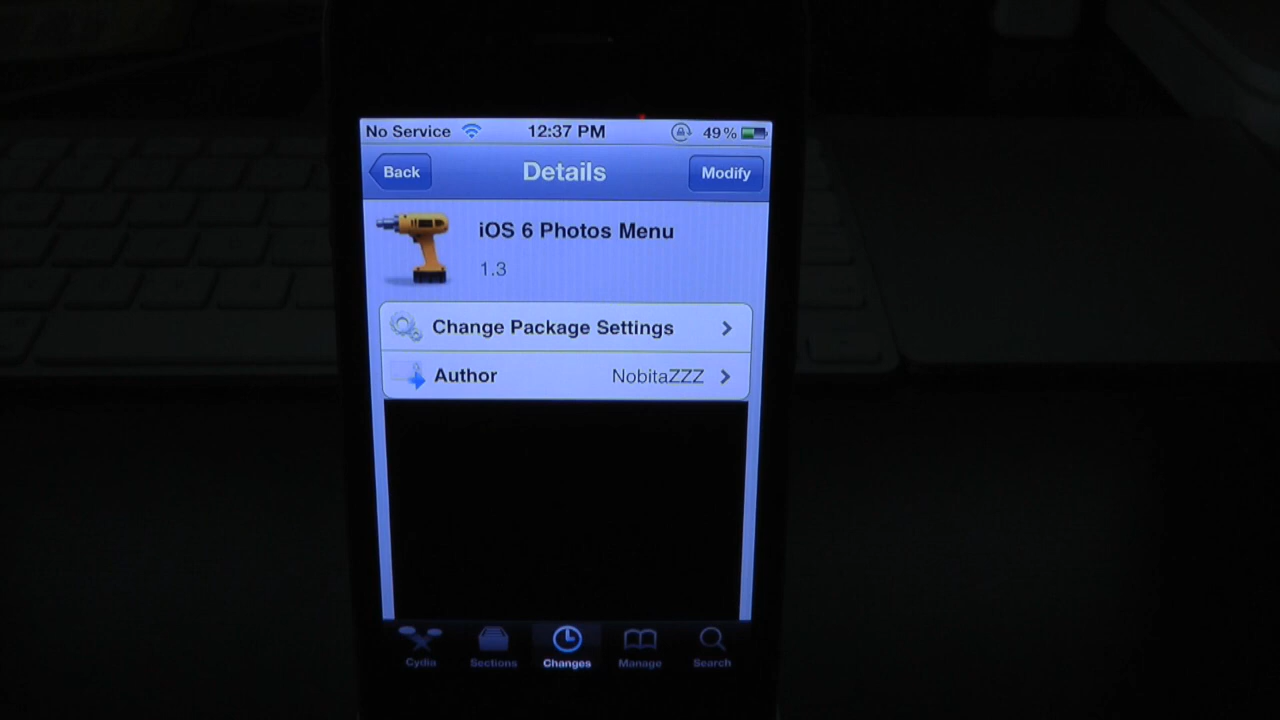 No Service 12:37 PM 49%
Back Details Modify
iOS 6 Photos Menu
1.3
Change Package Settings
Author NobitaZZZ
Cydia Sections Changes Manage Search